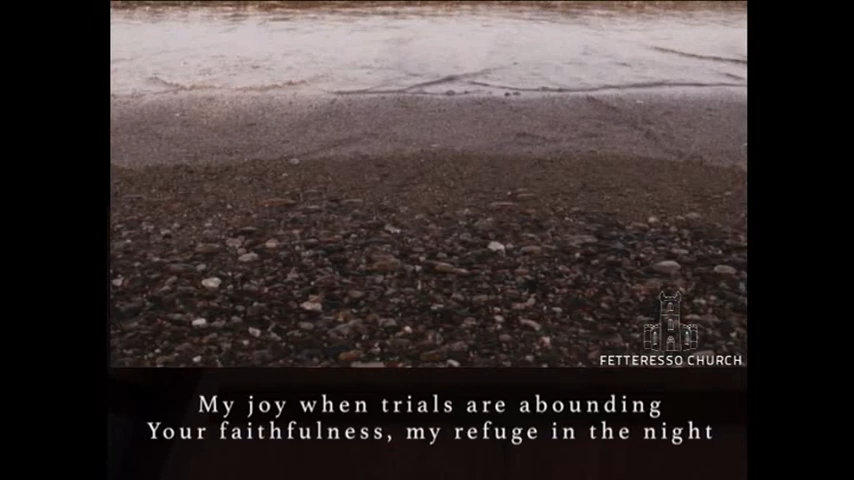 FETTERESSO CHURCH
My joy when trials are abounding
Your faithfulness, my refuge in the night